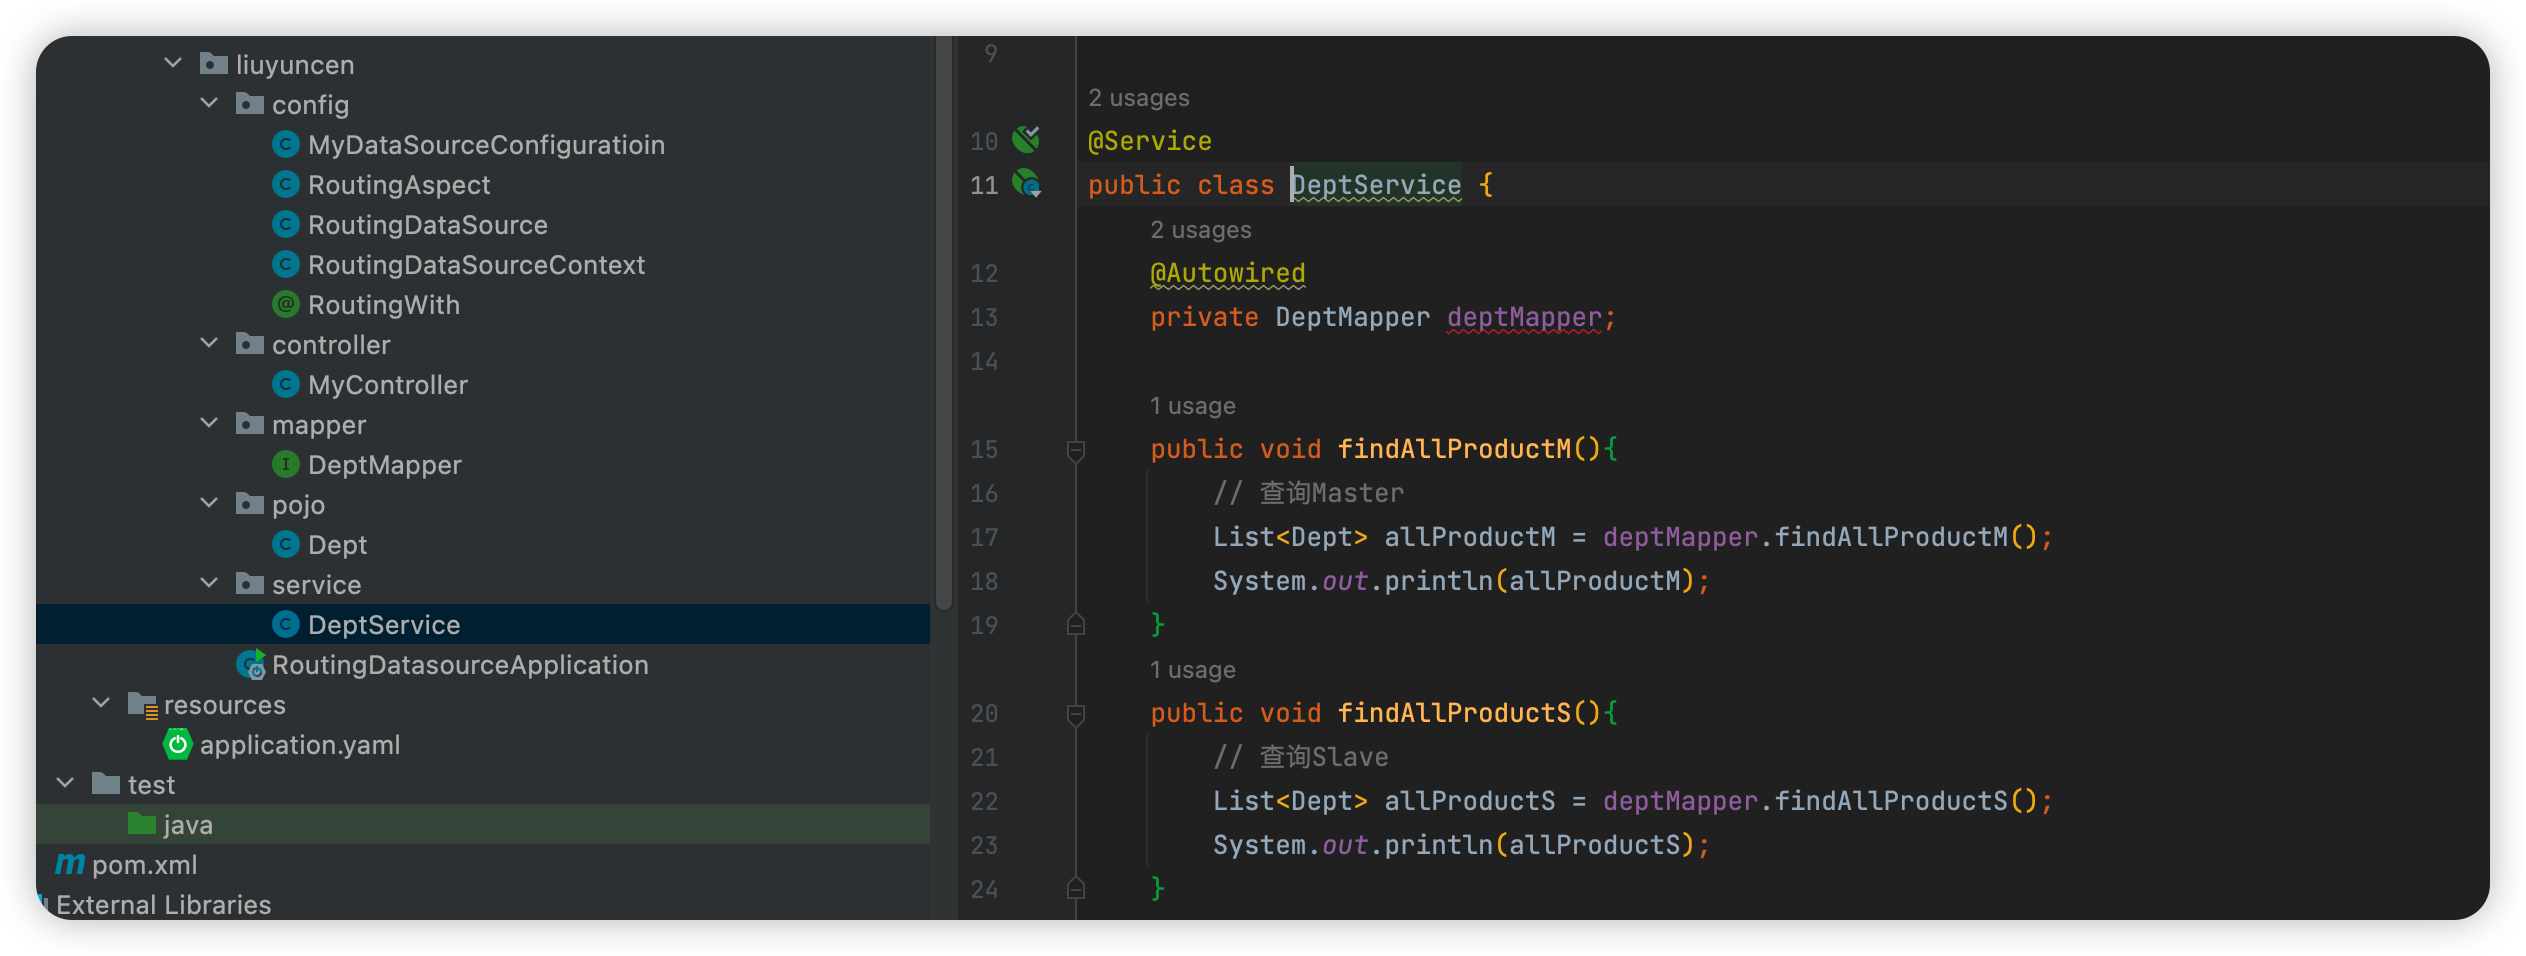 liuyuncen
config
MyDataSourceConfiguratioin
RoutingAspect
RoutingDataSource
RoutingDataSourceContext
RoutingWith
controller
MyController
mapper
DeptMapper
pojo
Dept
service
DeptService
RoutingDatasourceApplication
resources
application.yaml
test
java
pom.xml
External Libraries
9
2 usages
10 @Service
11 public class DeptService {
2 usages
12 @Autowired
13 private DeptMapper deptMapper;
14
1 usage
15 public void findAllProductM(){
16 // 查询Master
17 List<Dept> allProductM = deptMapper.findAllProductM();
18 System.out.println(allProductM);
19 }
1 usage
20 public void findAllProductS(){
21 // 查询Slave
22 List<Dept> allProductS = deptMapper.findAllProductS();
23 System.out.println(allProductS);
24 }